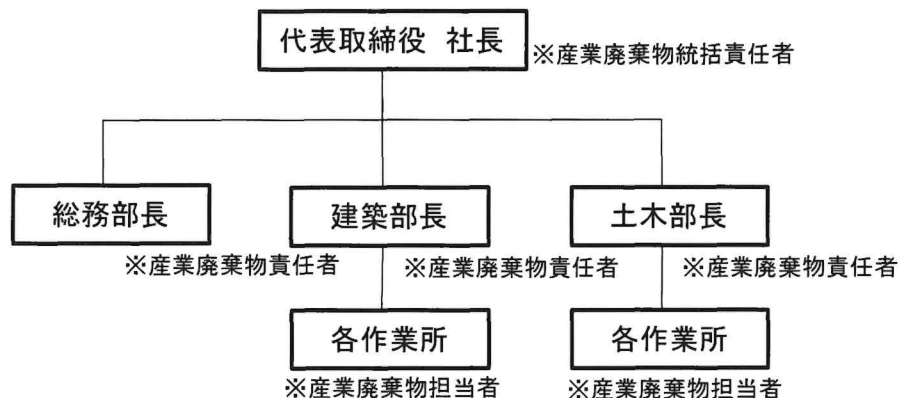 代表取締役 社長
※産業廃棄物統括責任者
総務部長
建築部長
土木部長
※産業廃棄物責任者
※産業廃棄物責任者
※産業廃棄物責任者
各作業所
各作業所
※産業廃棄物担当者
※産業廃棄物担当者